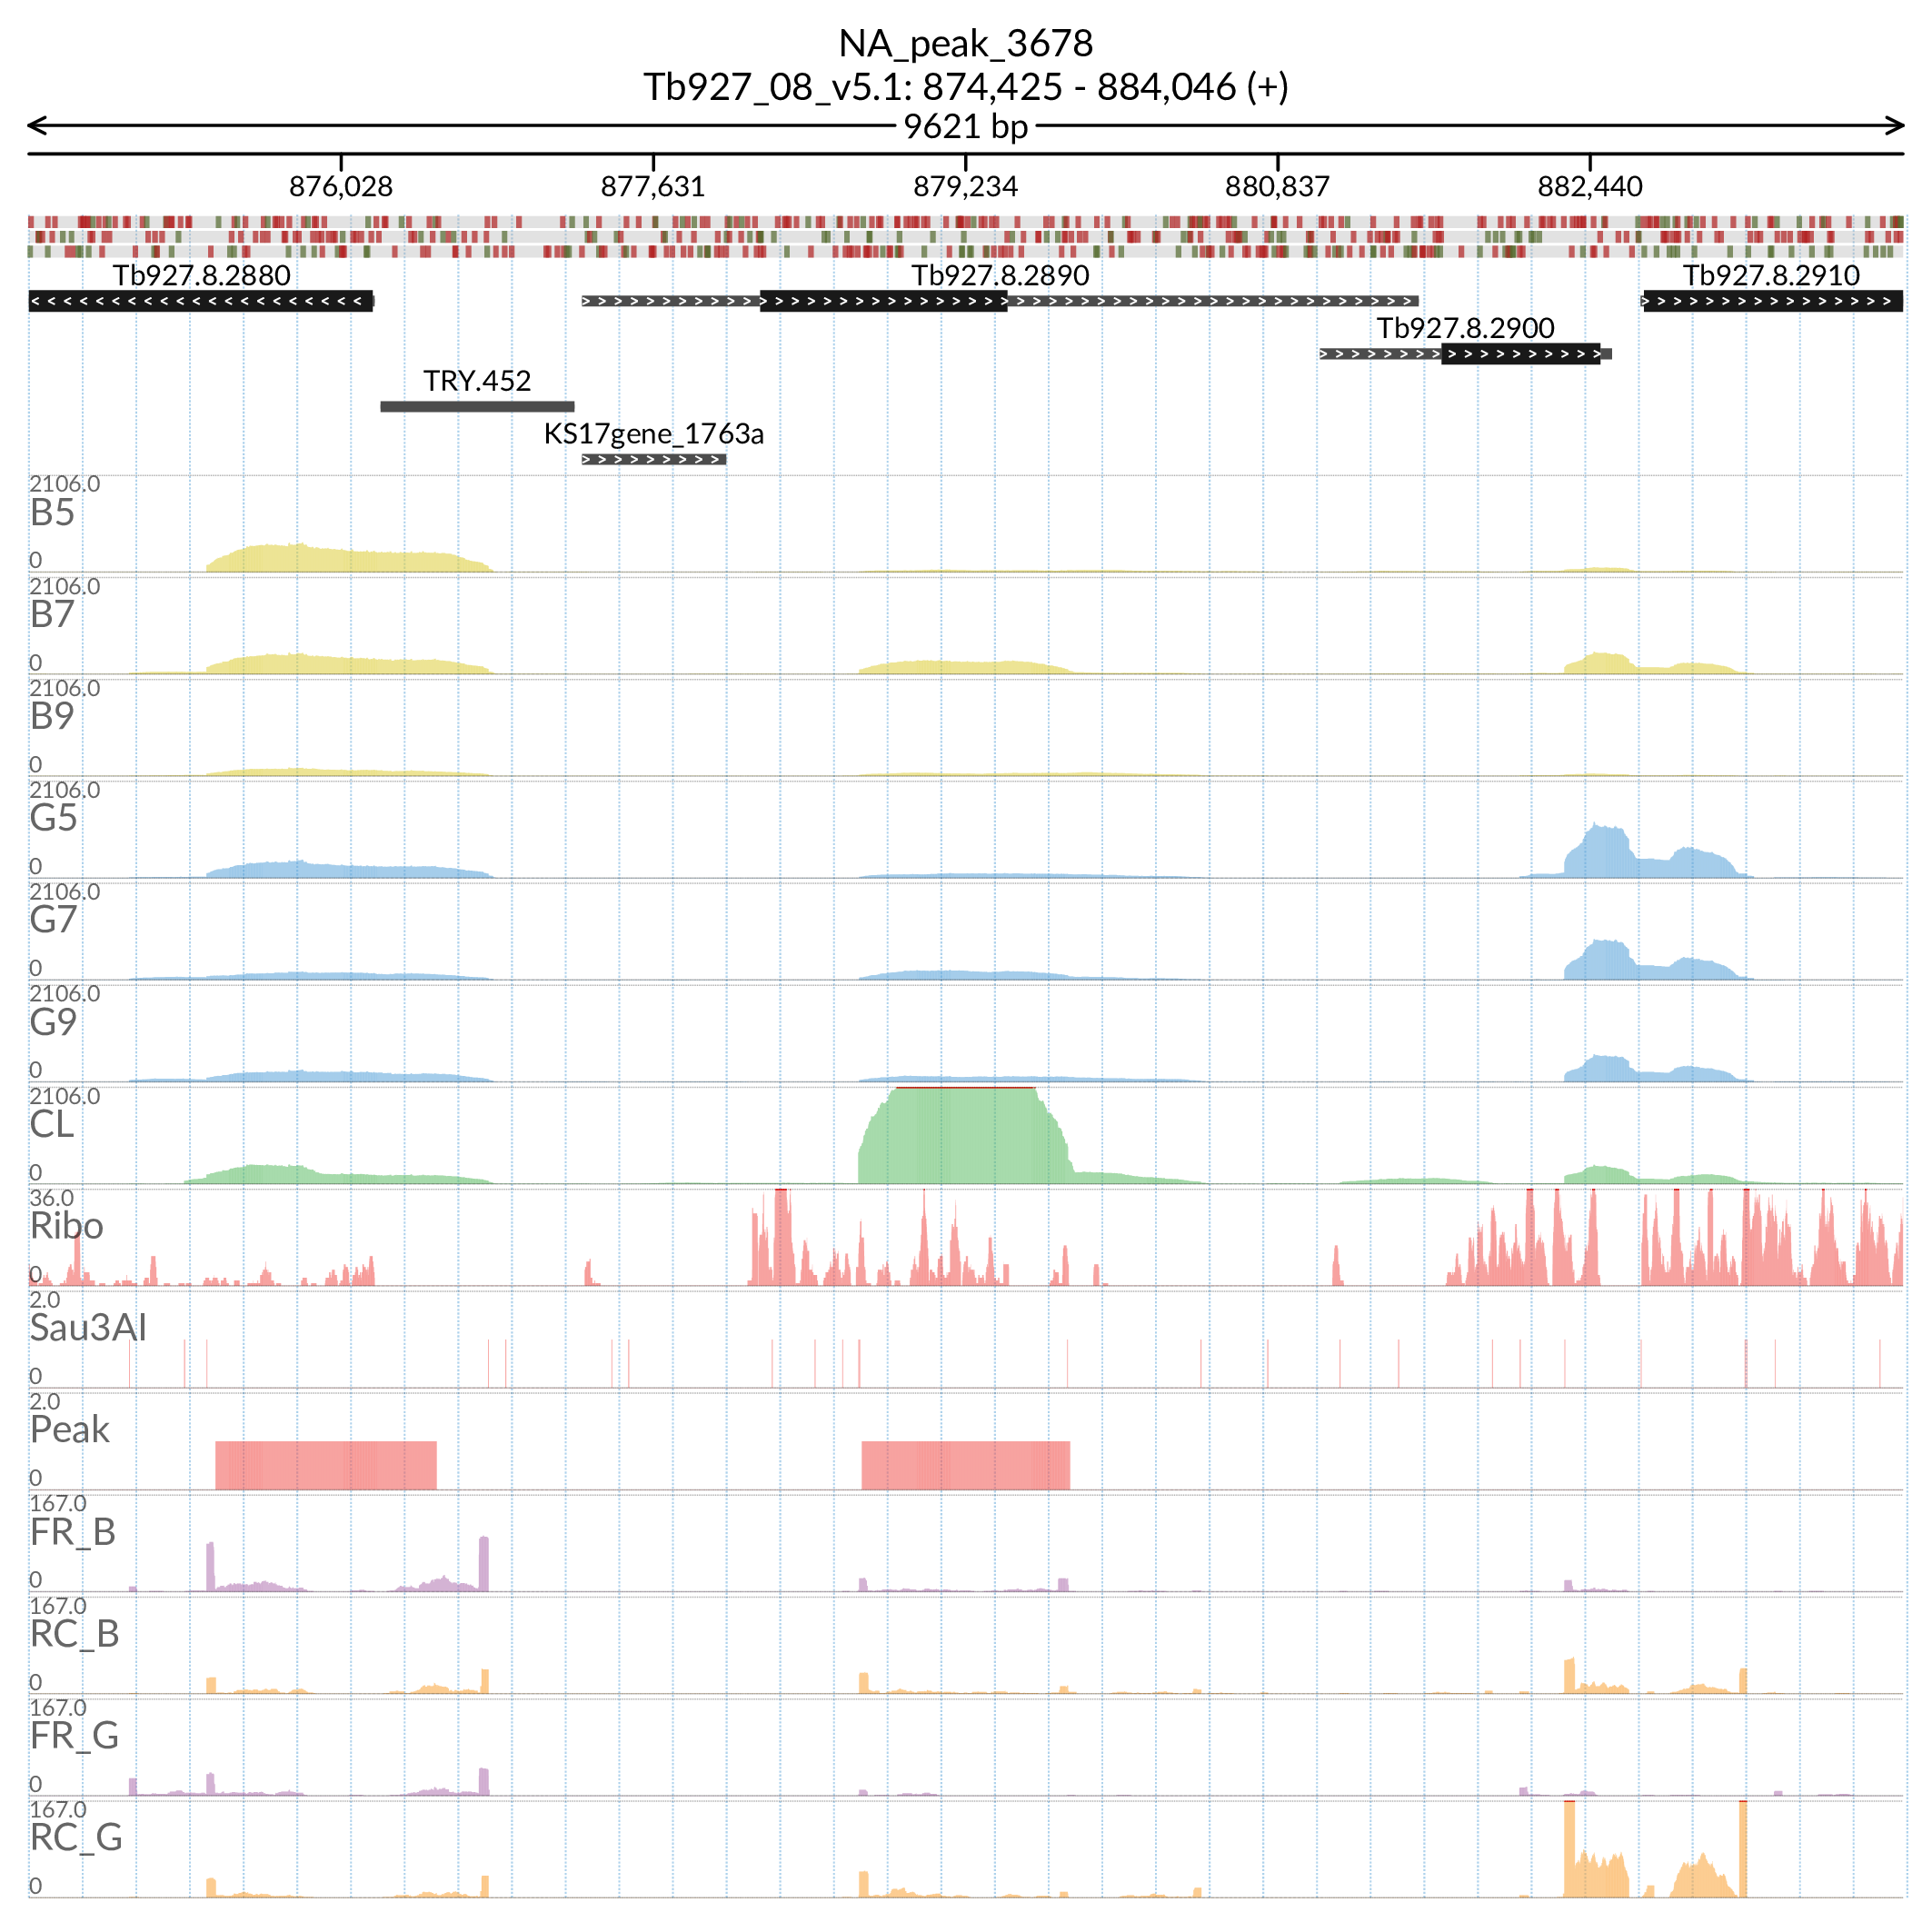 NA_peak_3678
Tb927_08_v5.1: 874,425 - 884,046 (+)
9621 bp
876,028 877,631 879,234 880,837 882,440
Tb927.8.2880 Tb927.8.2890 Tb927.8.2910
Tb927.8.2900
TRY.452
KS17gene_1763a
2106.0
B5
0
2106.0
B7
0
2106.0
B9
0
2106.0
G5
0
2106.0
G7
0
2106.0
G9
0
2106.0
CL
0
36.0
Ribo
0
2.0
Sau3AI
0
2.0
Peak
0
167.0
FR_B
0
167.0
RC_B
0
167.0
FR_G
0
167.0
RC_G
0